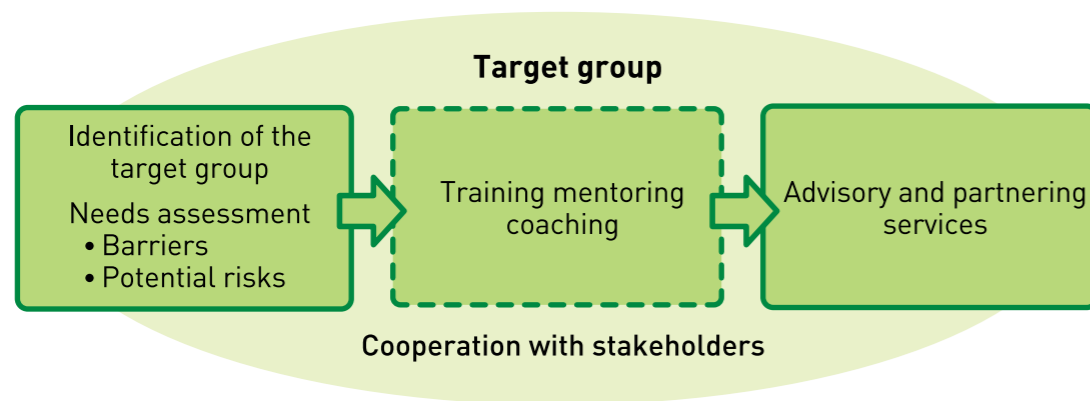 Target group
Identification of the
target group
Needs assessment
• Barriers
• Potential risks
Training mentoring
coaching
Advisory and partnering
services
Cooperation with stakeholders